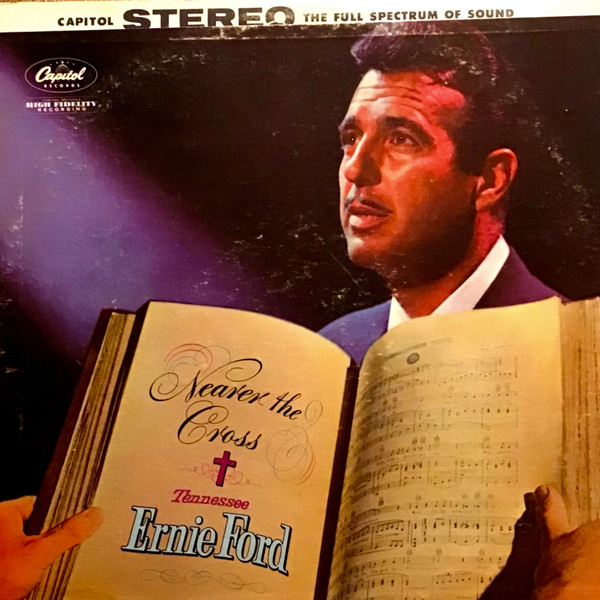 CAPITOL STEREO THE FULL SPECTRUM OF SOUND
Capitol
RECORDS
HIGH FIDELITY
RECORDING
Nearer the
Cross
Tennessee
Ernie Ford